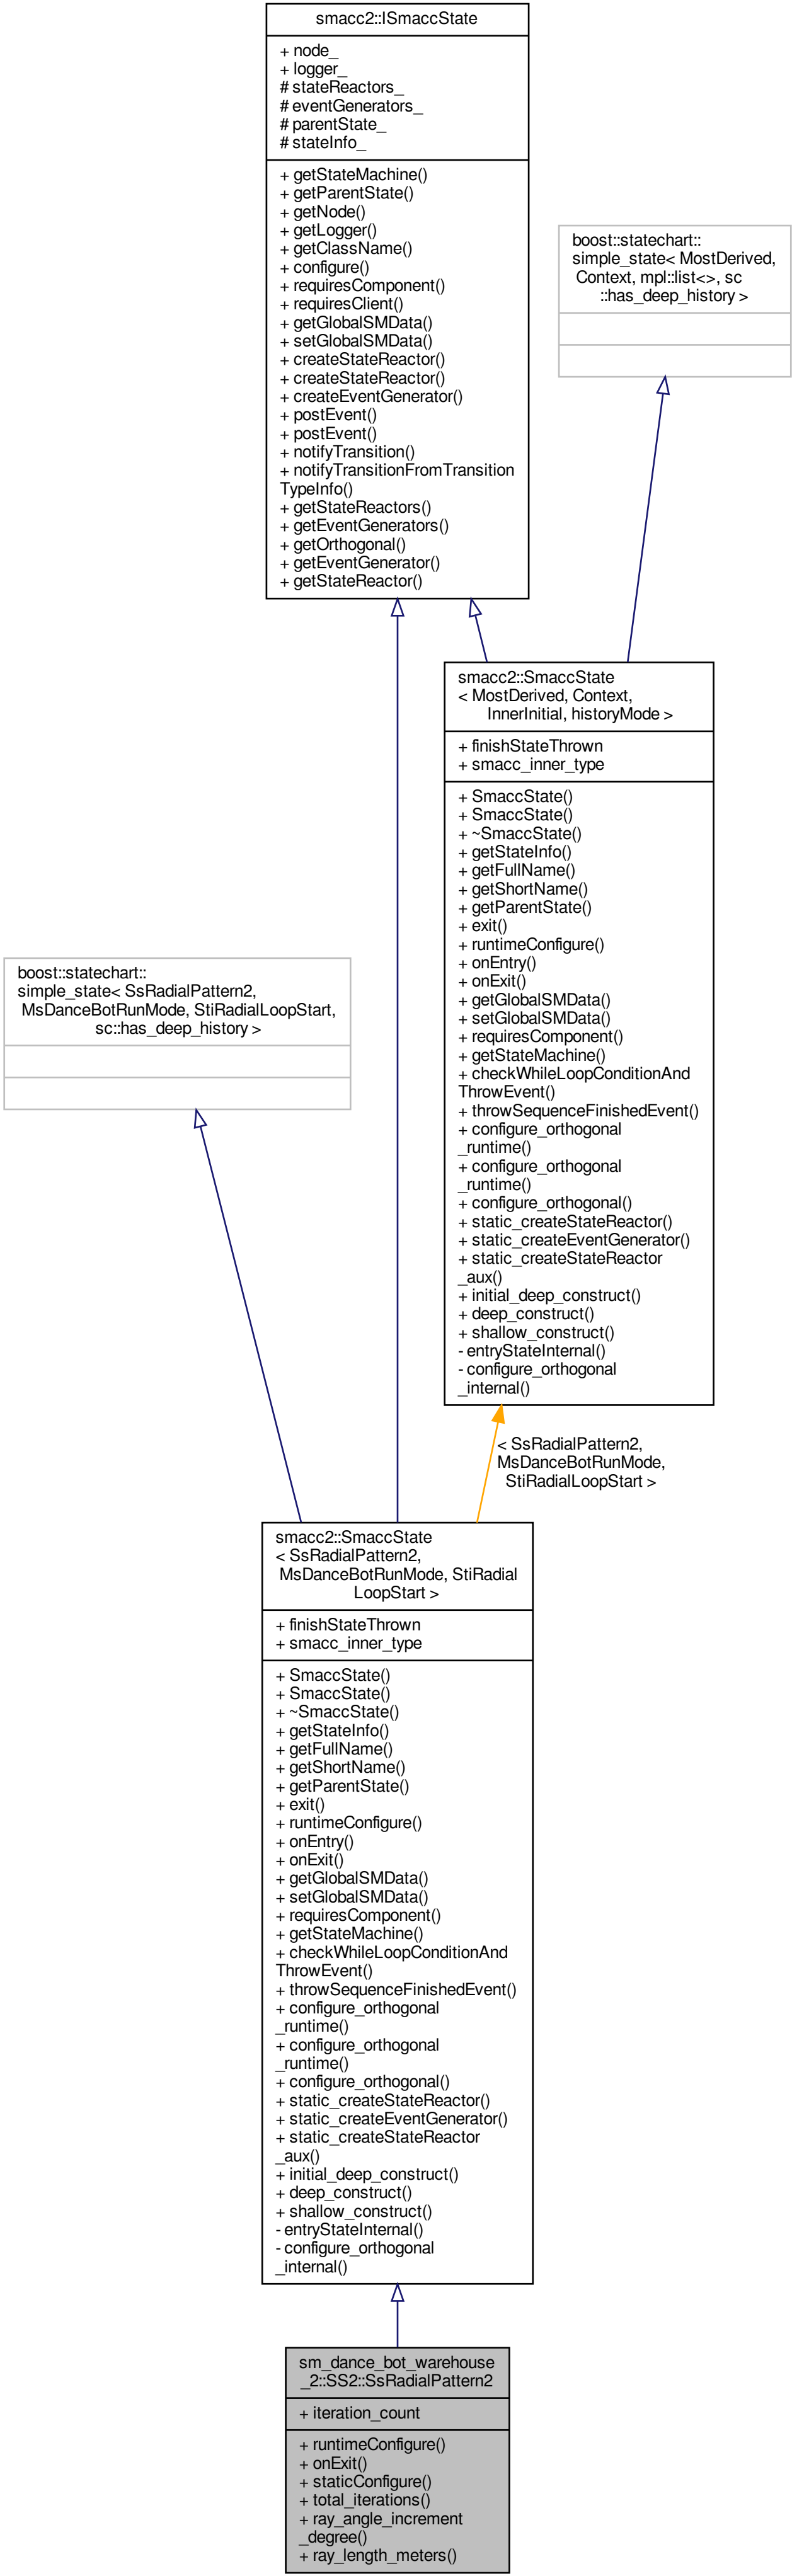 smacc2::ISmaccState
+ node_
+ logger_
# stateReactors_
# eventGenerators_
# parentState_
# stateInfo_
+ getStateMachine()
+ getParentState()
+ getNode()
+ getLogger()
+ getClassName()
+ configure()
+ requiresComponent()
+ requiresClient()
+ getGlobalSMData()
+ setGlobalSMData()
+ createStateReactor()
+ createStateReactor()
+ createEventGenerator()
+ postEvent()
+ postEvent()
+ notifyTransition()
+ notifyTransitionFromTransition
TypeInfo()
+ getStateReactors()
+ getEventGenerators()
+ getOrthogonal()
+ getEventGenerator()
+ getStateReactor()
boost::statechart::
simple_state< MostDerived,
Context, mpl::list<>, sc
::has_deep_history >
smacc2::SmaccState
< MostDerived, Context,
InnerInitial, historyMode >
+ finishStateThrown
+ smacc_inner_type
+ SmaccState()
+ SmaccState()
+ ~SmaccState()
+ getStateInfo()
+ getFullName()
+ getShortName()
+ getParentState()
+ exit()
+ runtimeConfigure()
+ onEntry()
+ onExit()
+ getGlobalSMData()
+ setGlobalSMData()
+ requiresComponent()
+ getStateMachine()
+ checkWhileLoopConditionAnd
ThrowEvent()
+ throwSequenceFinishedEvent()
+ configure_orthogonal
_runtime()
+ configure_orthogonal
_runtime()
+ configure_orthogonal()
+ static_createStateReactor()
+ static_createEventGenerator()
+ static_createStateReactor
_aux()
+ initial_deep_construct()
+ deep_construct()
+ shallow_construct()
- entryStateInternal()
- configure_orthogonal
_internal()
boost::statechart::
simple_state< SsRadialPattern2,
MsDanceBotRunMode, StiRadialLoopStart,
sc::has_deep_history >
< SsRadialPattern2,
MsDanceBotRunMode,
StiRadialLoopStart >
smacc2::SmaccState
< SsRadialPattern2,
MsDanceBotRunMode, StiRadial
LoopStart >
+ finishStateThrown
+ smacc_inner_type
+ SmaccState()
+ SmaccState()
+ ~SmaccState()
+ getStateInfo()
+ getFullName()
+ getShortName()
+ getParentState()
+ exit()
+ runtimeConfigure()
+ onEntry()
+ onExit()
+ getGlobalSMData()
+ setGlobalSMData()
+ requiresComponent()
+ getStateMachine()
+ checkWhileLoopConditionAnd
ThrowEvent()
+ throwSequenceFinishedEvent()
+ configure_orthogonal
_runtime()
+ configure_orthogonal
_runtime()
+ configure_orthogonal()
+ static_createStateReactor()
+ static_createEventGenerator()
+ static_createStateReactor
_aux()
+ initial_deep_construct()
+ deep_construct()
+ shallow_construct()
- entryStateInternal()
- configure_orthogonal
_internal()
sm_dance_bot_warehouse
_2::SS2::SsRadialPattern2
+ iteration_count
+ runtimeConfigure()
+ onExit()
+ staticConfigure()
+ total_iterations()
+ ray_angle_increment
_degree()
+ ray_length_meters()